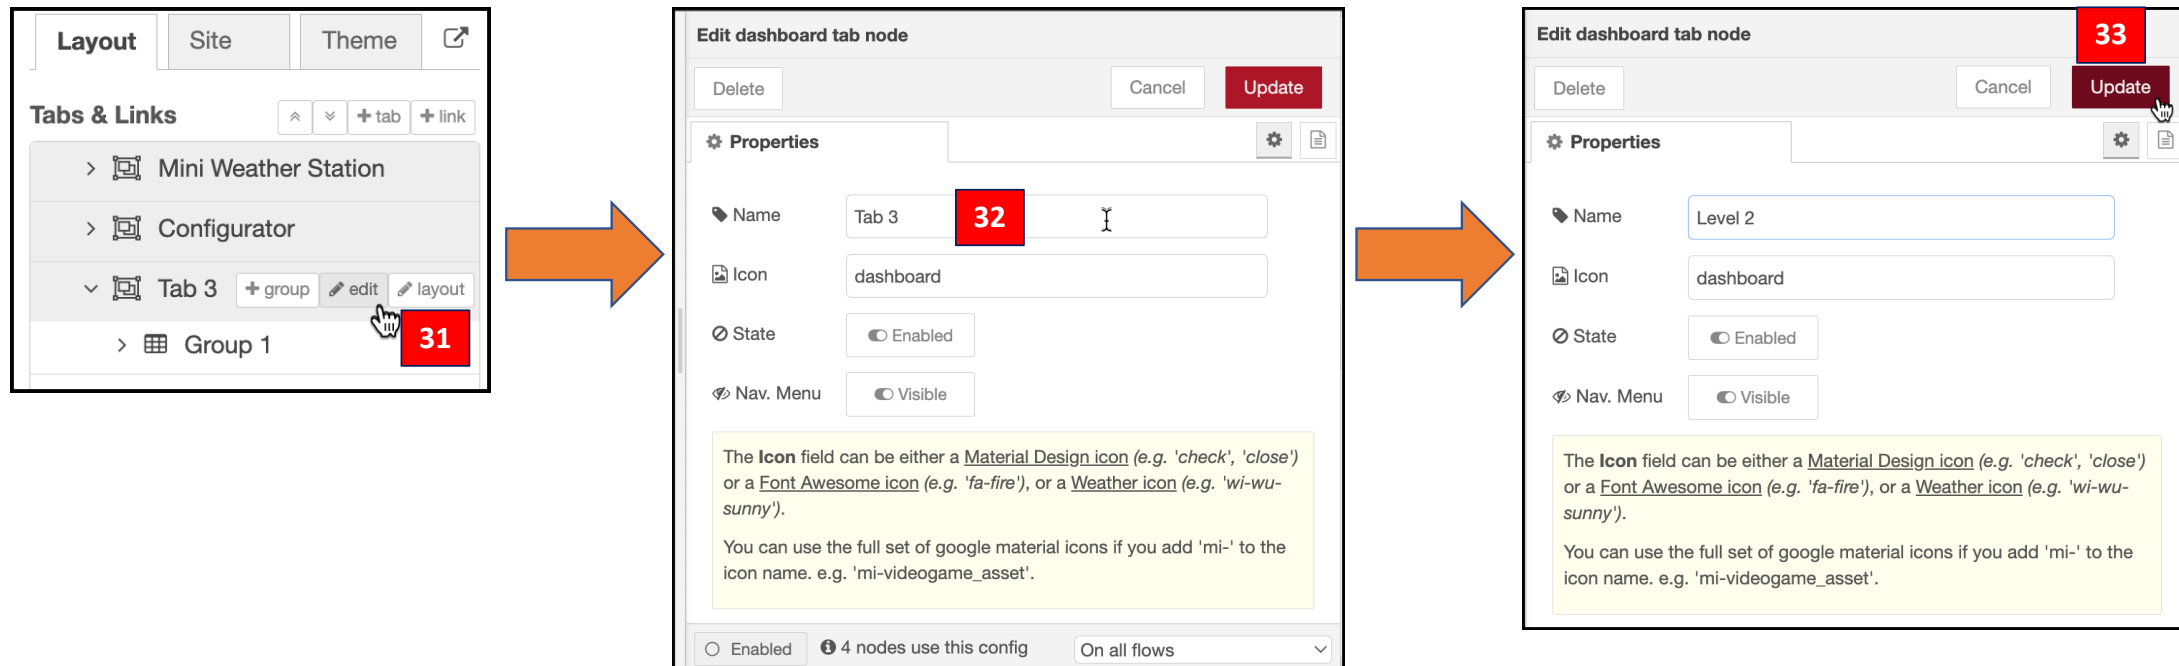 Layout
Site
Theme
Tabs & Links
+ tab
+ link
Mini Weather Station
Configurator
Tab 3
+ group
edit
layout
31
Group 1
Edit dashboard tab node
Delete
Cancel
Update
Properties
Name
Tab 3
32
Icon
dashboard
State
Enabled
Nav. Menu
Visible
The Icon field can be either a Material Design icon (e.g. 'check', 'close')
or a Font Awesome icon (e.g. 'fa-fire'), or a Weather icon (e.g. 'wi-wu-
sunny').
You can use the full set of google material icons if you add 'mi-' to the
icon name. e.g. 'mi-videogame_asset'.
Enabled
4 nodes use this config
On all flows
Edit dashboard tab node
33
Delete
Cancel
Update
Properties
Name
Level 2
Icon
dashboard
State
Enabled
Nav. Menu
Visible
The Icon field can be either a Material Design icon (e.g. 'check', 'close')
or a Font Awesome icon (e.g. 'fa-fire'), or a Weather icon (e.g. 'wi-wu-
sunny').
You can use the full set of google material icons if you add 'mi-' to the
icon name. e.g. 'mi-videogame_asset'.